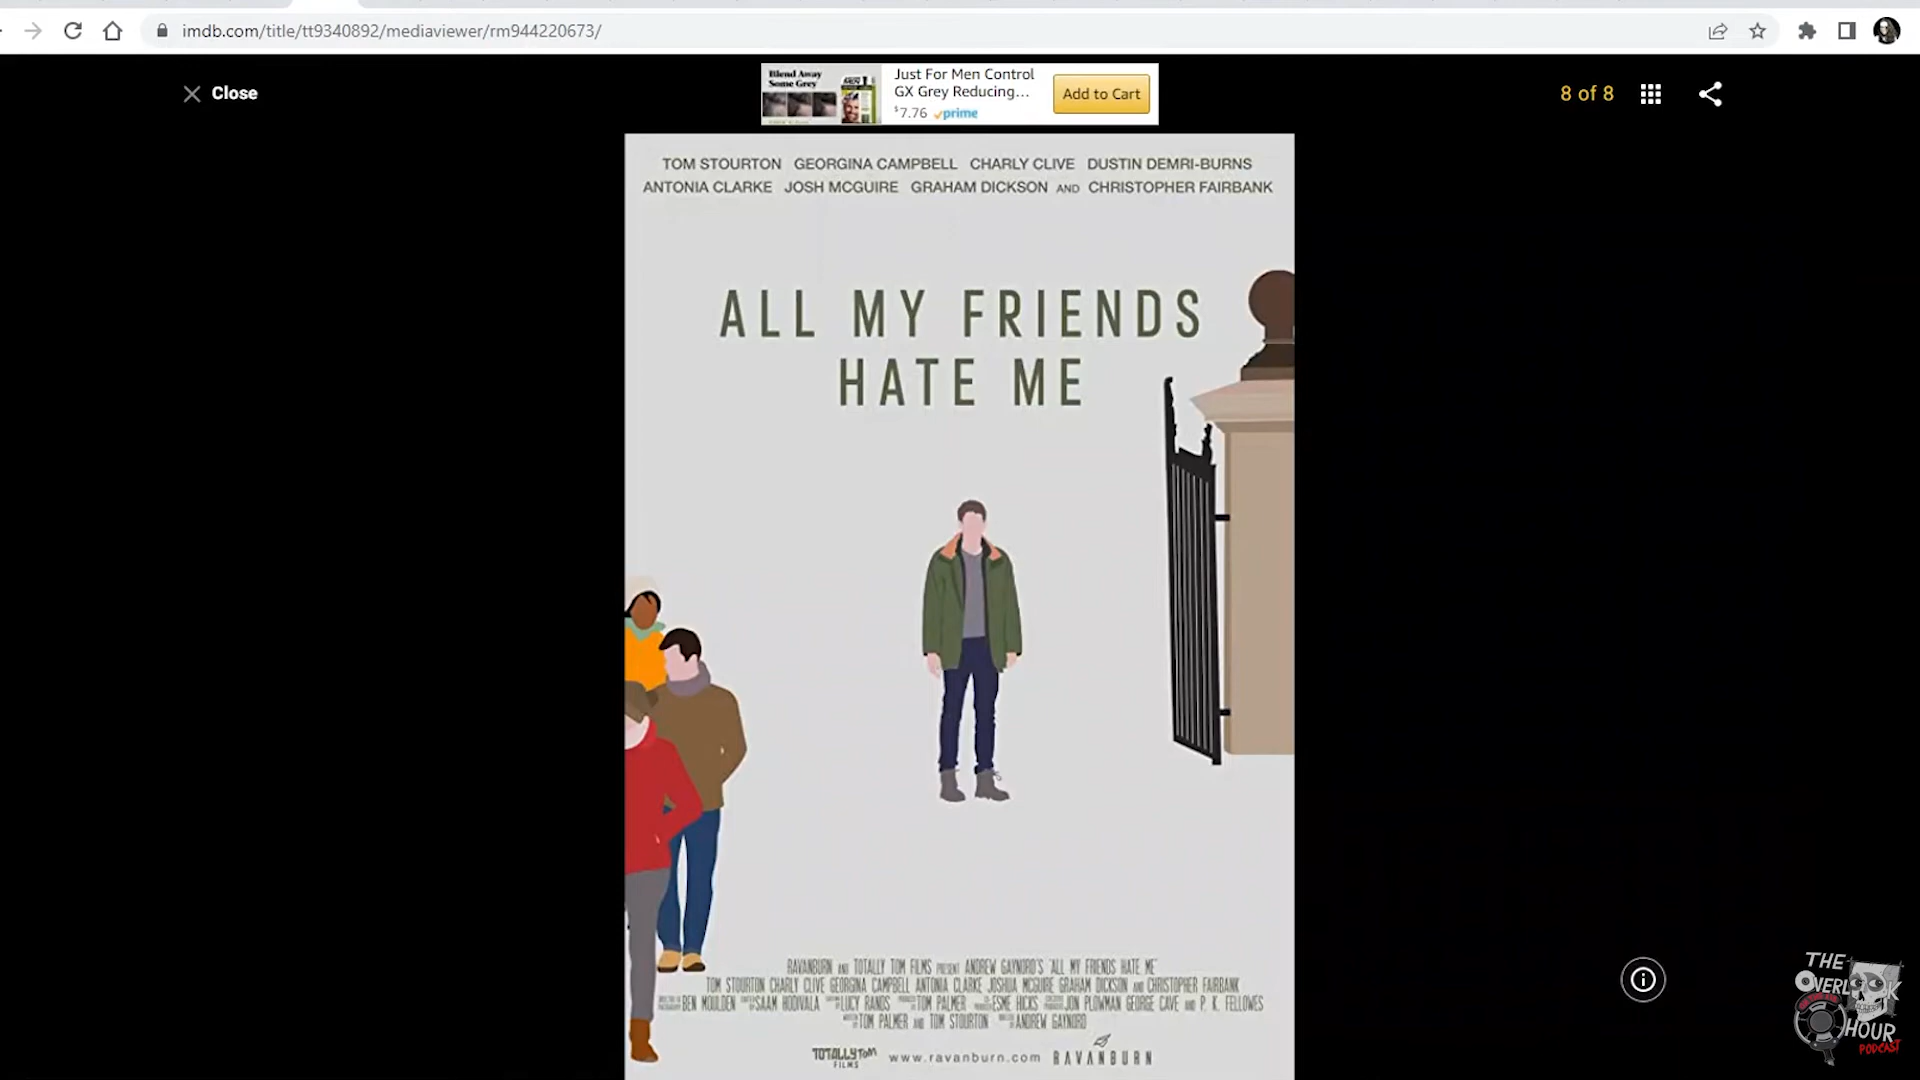 imdb.com/title/tt9340892/mediaviewer/rm944220673/
Close
Blend Away
Some Grey
Just For Men Control
GX Grey Reducing...
$7.76 prime
Add to Cart
8 of 8
TOM STOURTON GEORGINA CAMPBELL CHARLY CLIVE DUSTIN DEMRI-BURNS
ANTONIA CLARKE JOSH MCGUIRE GRAHAM DICKSON AND CHRISTOPHER FAIRBANK
ALL MY FRIENDS
HATE ME
RAVANBURN AND TOTALLY TOM FILMS PRESENT ANDREW GAYNORD'S 'ALL MY FRIENDS HATE ME'
TOM STOURTON CHARLY CLIVE GEORGINA CAMPBELL ANTONIA CLARKE JOSHUA MCGUIRE GRAHAM DICKSON AND CHRISTOPHER FAIRBANK
BEN MOULDEN SAAM HODIVALA LUCY RANDS TOM PALMER ESME HICKS JON PLOWMAN GEORGE CAVE AND P. K. FELLOWES
TOM PALMER AND TOM STOURTON ANDREW GAYNORD
TOTALLY TOM
FILMS
www.ravanburn.com
RAVANBURN
THE
OVERLOOK
HOUR
PODCAST